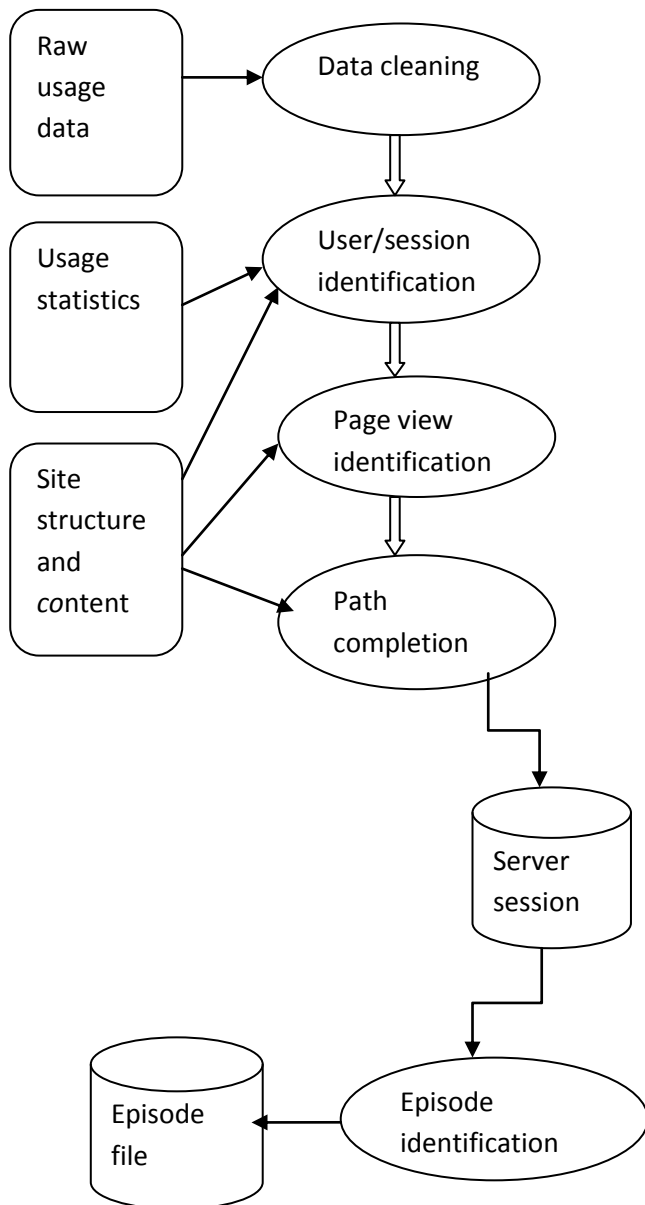 Raw
usage
data
Data cleaning
Usage
statistics
User/session
identification
Page view
identification
Site
structure
and
content
Path
completion
Server
session
Episode
file
Episode
identification